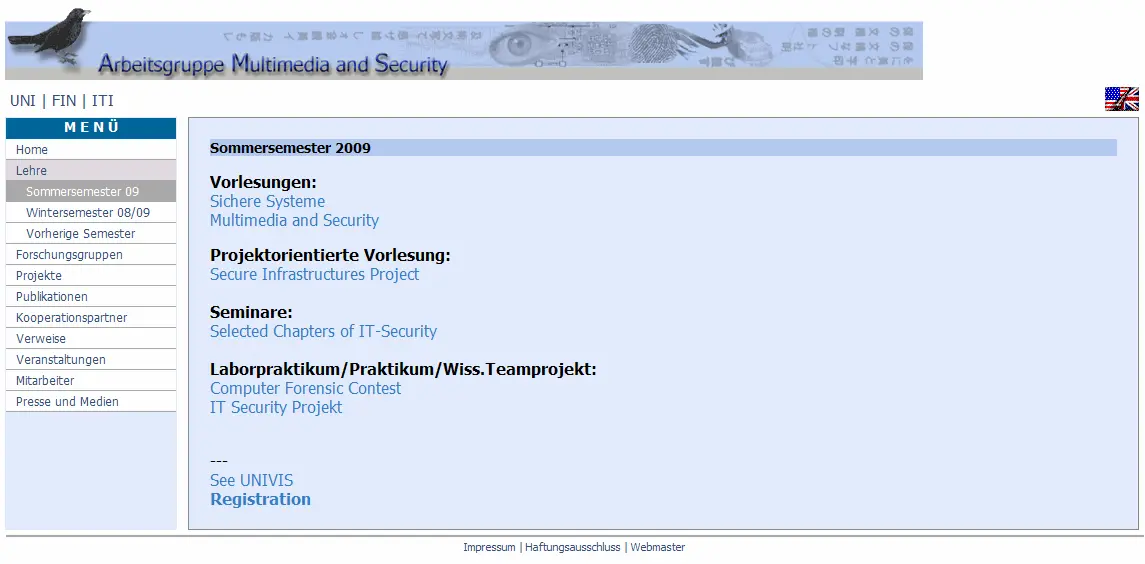 Arbeitsgruppe Multimedia and Security
UNI | FIN | ITI
MENÜ
Home
Lehre
Sommersemester 09
Wintersemester 08/09
Vorherige Semester
Forschungsgruppen
Projekte
Publikationen
Kooperationspartner
Verweise
Veranstaltungen
Mitarbeiter
Presse und Medien
Sommersemester 2009
Vorlesungen:
Sichere Systeme
Multimedia and Security
Projektorientierte Vorlesung:
Secure Infrastructures Project
Seminare:
Selected Chapters of IT-Security
Laborpraktikum/Praktikum/Wiss.Teamprojekt:
Computer Forensic Contest
IT Security Projekt
---
See UNIVIS
Registration
Impressum | Haftungsausschluss | Webmaster